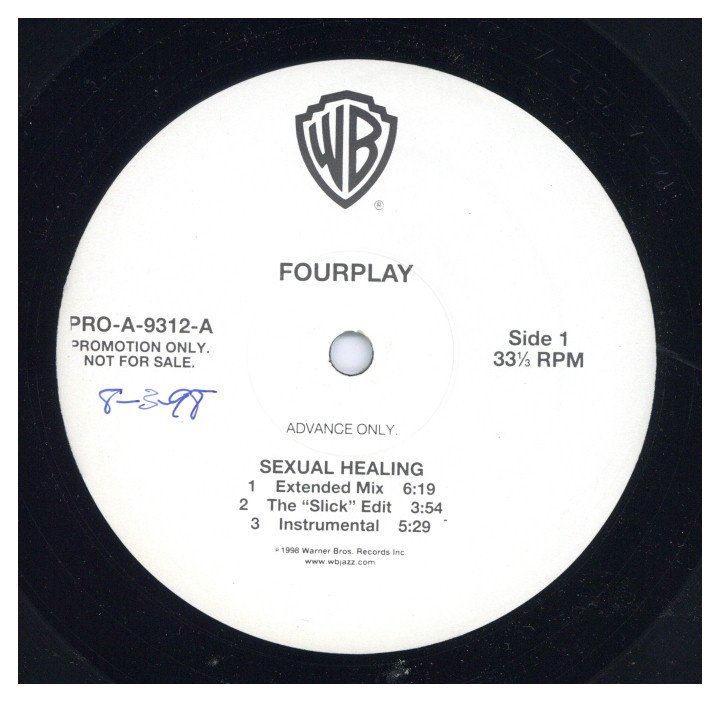 WB
®
FOURPLAY
PRO-A-9312-A
PROMOTION ONLY.
NOT FOR SALE.
8-3-98
Side 1
33⅓ RPM
ADVANCE ONLY.
SEXUAL HEALING
1 Extended Mix 6:19
2 The “Slick” Edit 3:54
3 Instrumental 5:29
℗ 1998 Warner Bros. Records Inc.
www.wbjazz.com